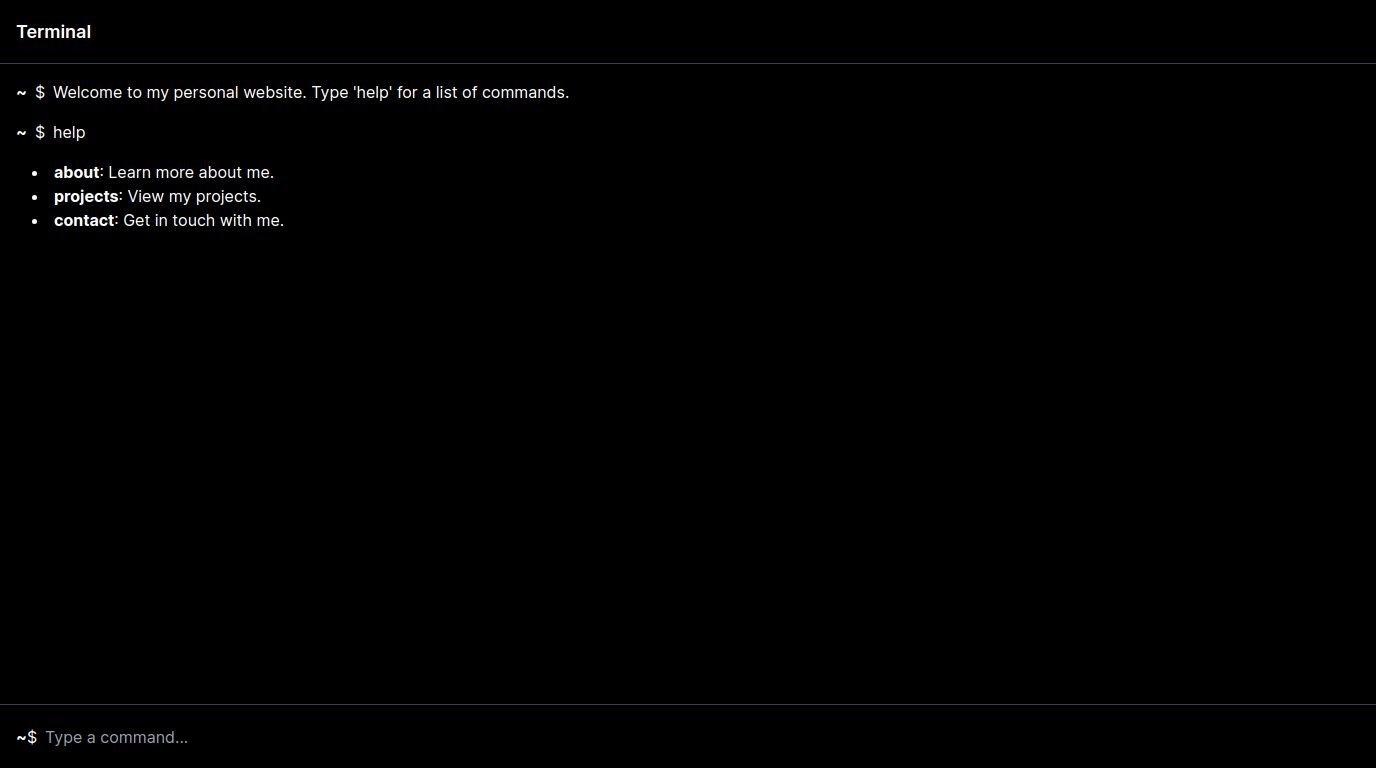 Terminal
~ $ Welcome to my personal website. Type 'help' for a list of commands.
~ $ help
• about: Learn more about me.
• projects: View my projects.
• contact: Get in touch with me.
~$ Type a command...